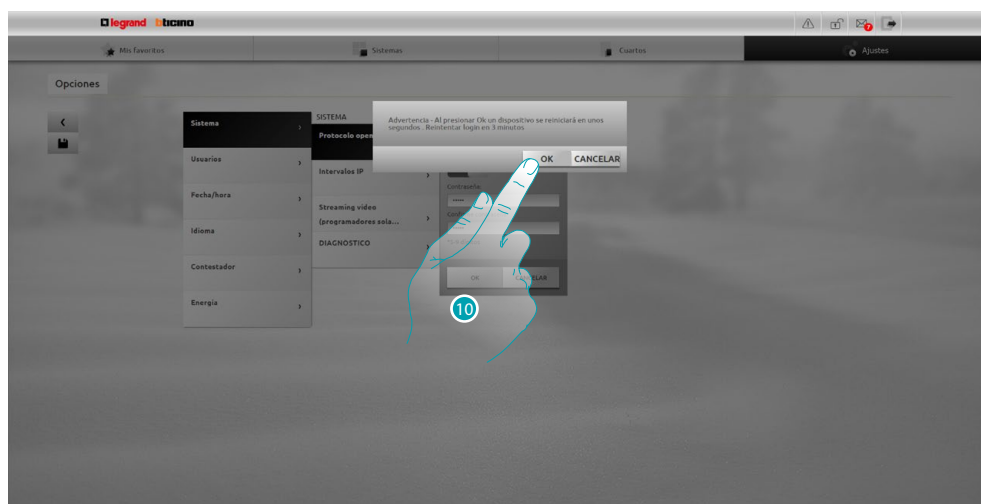 legrand bticino
7
Mis favoritos
Sistemas
Cuartos
Ajustes
Opciones
Sistema
Usuarios
Fecha/hora
Idioma
Contestador
Energía
SISTEMA
Protocolo open
Intervalos IP
Streaming video
(programadores sola...
DIAGNÓSTICO
Advertencia - Al presionar Ok un dispositivo se reiniciará en unos
segundos . Reintentar login en 3 minutos
OK CANCELAR
Contraseña:
•••••
OK
10